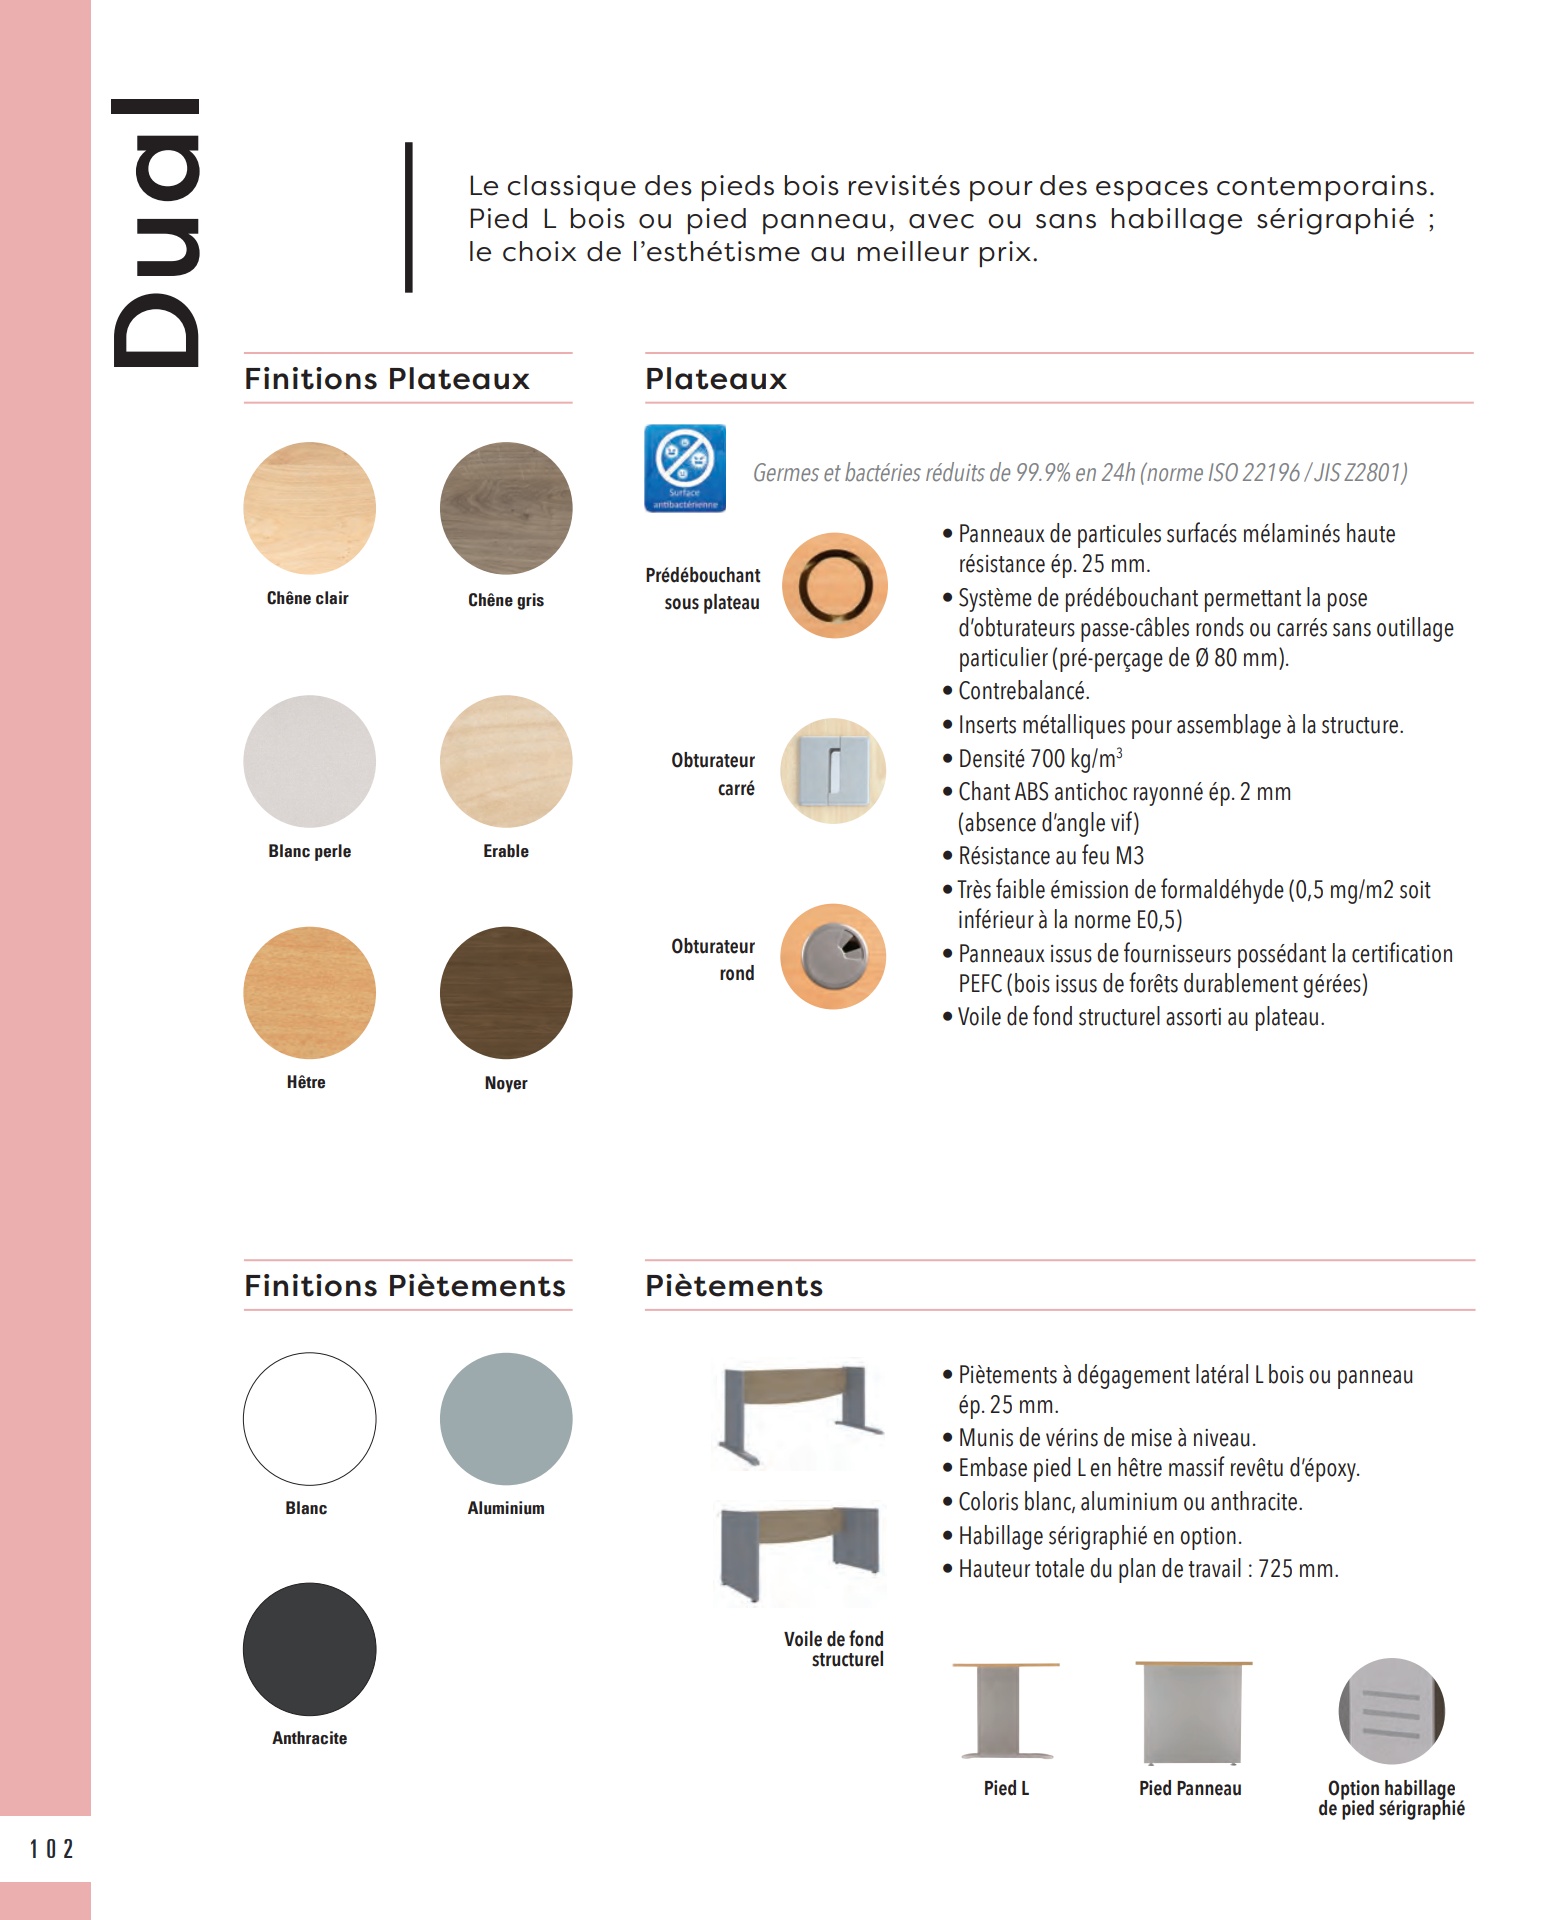 Dual
Le classique des pieds bois revisités pour des espaces contemporains.
Pied L bois ou pied panneau, avec ou sans habillage sérigraphié ;
le choix de l’esthétisme au meilleur prix.
Finitions Plateaux
Chêne clair
Chêne gris
Blanc perle
Erable
Hêtre
Noyer
Plateaux
Surface
antibactérienne
Germes et bactéries réduits de 99.9% en 24h (norme ISO 22196 / JIS Z2801)
Prédébouchant
sous plateau
Obturateur
carré
Obturateur
rond
• Panneaux de particules surfacés mélaminés haute
résistance ép. 25 mm.
• Système de prédébouchant permettant la pose
d’obturateurs passe-câbles ronds ou carrés sans outillage
particulier (pré-perçage de Ø 80 mm).
• Contrebalancé.
• Inserts métalliques pour assemblage à la structure.
• Densité 700 kg/m³
• Chant ABS antichoc rayonné ép. 2 mm
(absence d’angle vif)
• Résistance au feu M3
• Très faible émission de formaldéhyde (0,5 mg/m2 soit
inférieur à la norme E0,5)
• Panneaux issus de fournisseurs possédant la certification
PEFC (bois issus de forêts durablement gérées)
• Voile de fond structurel assorti au plateau.
Finitions Piètements
Blanc
Aluminium
Anthracite
Piètements
Voile de fond
structurel
• Piètements à dégagement latéral L bois ou panneau
ép. 25 mm.
• Munis de vérins de mise à niveau.
• Embase pied L en hêtre massif revêtu d’époxy.
• Coloris blanc, aluminium ou anthracite.
• Habillage sérigraphié en option.
• Hauteur totale du plan de travail : 725 mm.
Pied L
Pied Panneau
Option habillage
de pied sérigraphié
102